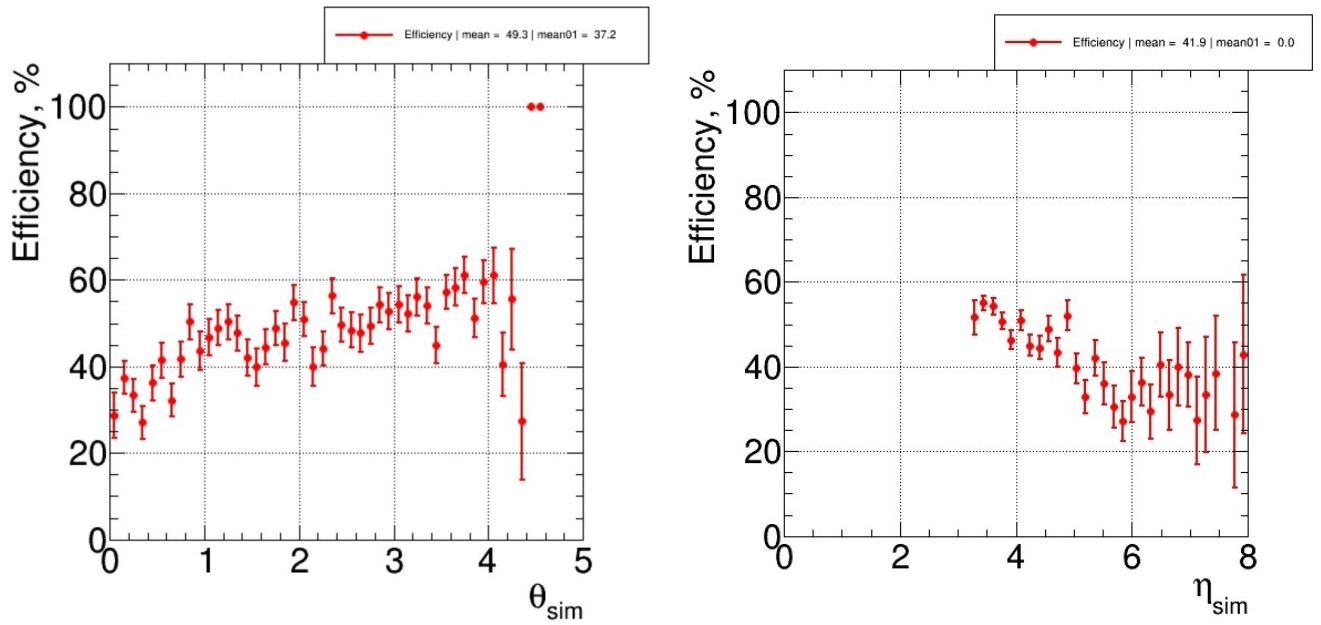 Efficiency | mean = 49.3 | mean01 = 37.2
Efficiency, %
100
80
60
40
20
0
0 1 2 3 4 5
θsim
Efficiency | mean = 41.9 | mean01 = 0.0
Efficiency, %
100
80
60
40
20
0
0 2 4 6 8
ηsim